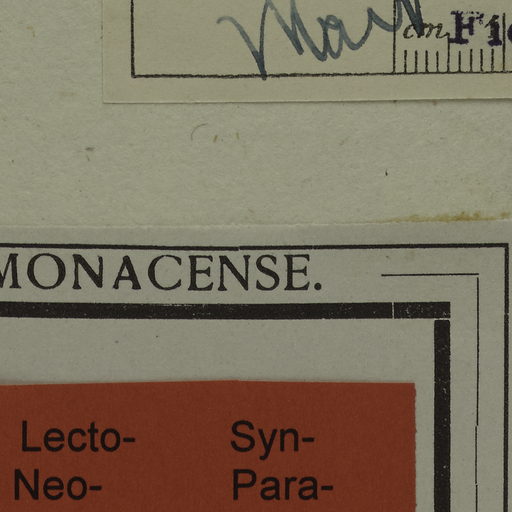 cm
MONACENSE.
Lecto- Syn-
Neo- Para-